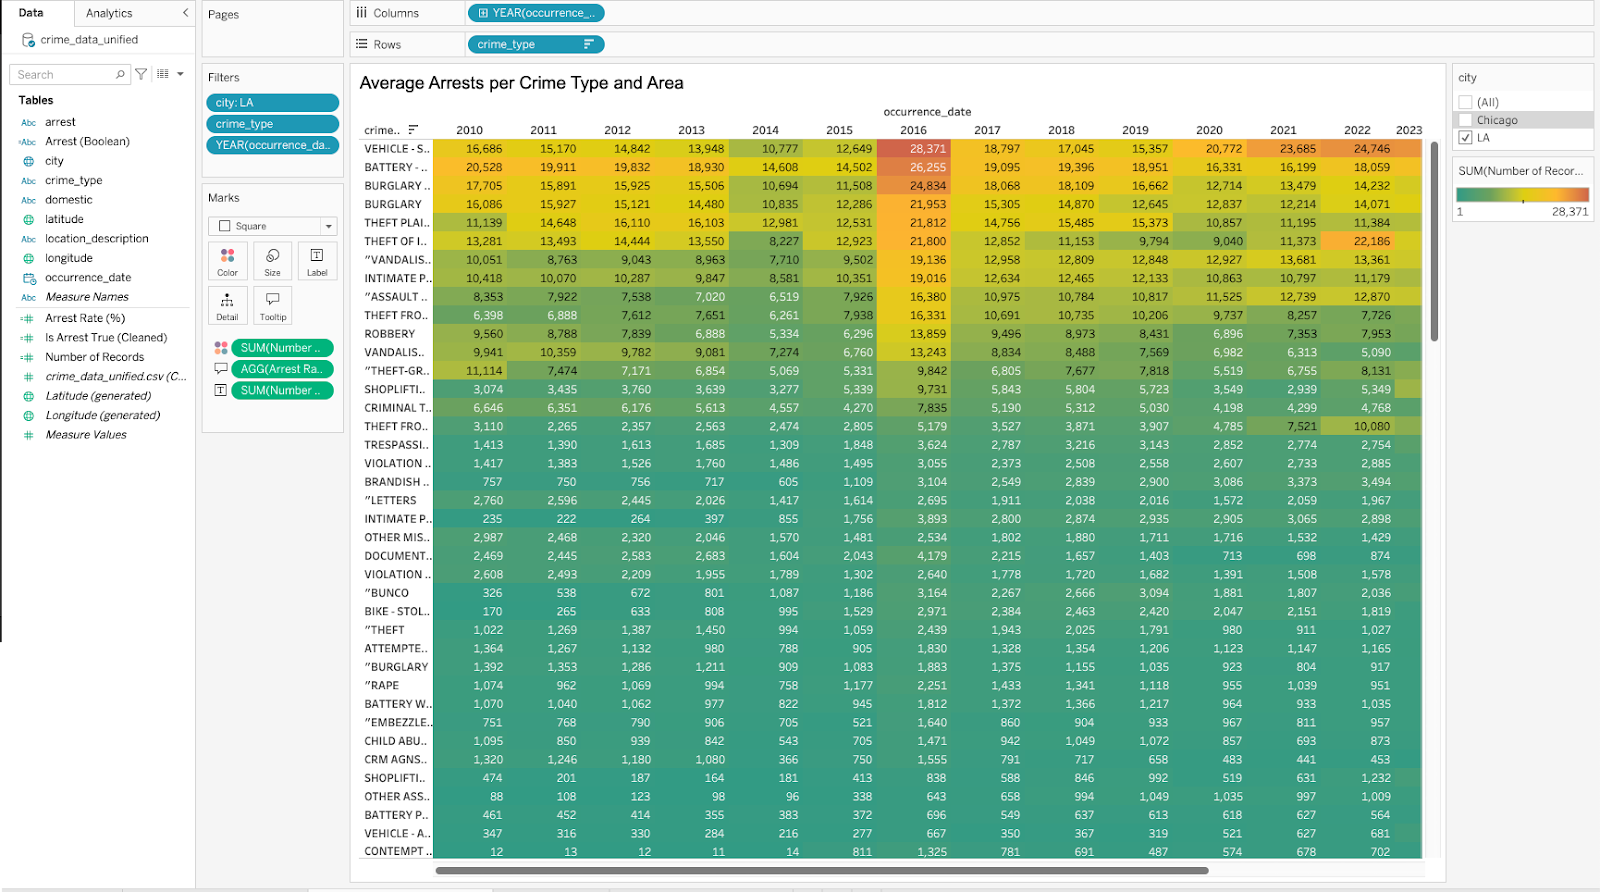 Data
Analytics
crime_data_unified
Search
Tables
Abc arrest
=Abc Arrest (Boolean)
city
Abc crime_type
Abc domestic
latitude
Abc location_description
longitude
occurrence_date
Abc Measure Names
Arrest Rate (%)
Is Arrest True (Cleaned)
Number of Records
crime_data_unified.csv (C...
Latitude (generated)
Longitude (generated)
Measure Values
Pages
Filters
city: LA
crime_type
YEAR(occurrence_da..
Marks
Square
Color Size Label
Detail Tooltip
SUM(Number ..
AGG(Arrest Ra..
SUM(Number ..
Columns YEAR(occurrence_..
Rows crime_type
Average Arrests per Crime Type and Area
occurrence_date
crime.. 2010 2011 2012 2013 2014 2015 2016 2017 2018 2019 2020 2021 2022 2023
VEHICLE - S.. 16,686 15,170 14,842 13,948 10,777 12,649 28,371 18,797 17,045 15,357 20,772 23,685 24,746
BATTERY - .. 20,528 19,911 19,832 18,930 14,608 14,502 26,255 19,095 19,396 18,951 16,331 16,199 18,059
BURGLARY .. 17,705 15,891 15,925 15,506 10,694 11,508 24,834 18,068 18,109 16,662 12,714 13,479 14,232
BURGLARY 16,086 15,927 15,121 14,480 10,835 12,286 21,953 15,305 14,870 12,645 12,837 12,214 14,071
THEFT PLAI.. 11,139 14,648 16,110 16,103 12,981 12,531 21,812 14,756 15,485 15,373 10,857 11,195 11,384
THEFT OF I.. 13,281 13,493 14,444 13,550 8,227 12,923 21,800 12,852 11,153 9,794 9,040 11,373 22,186
"VANDALIS.. 10,051 8,763 9,043 8,963 7,710 9,502 19,136 12,958 12,809 12,848 12,927 13,681 13,361
INTIMATE P.. 10,418 10,070 10,287 9,847 8,581 10,351 19,016 12,634 12,465 12,133 10,863 10,797 11,179
"ASSAULT .. 8,353 7,922 7,538 7,020 6,519 7,926 16,380 10,975 10,784 10,817 11,525 12,739 12,870
THEFT FRO.. 6,398 6,888 7,612 7,651 6,261 7,938 16,331 10,691 10,735 10,206 9,737 8,257 7,726
ROBBERY 9,560 8,788 7,839 6,888 5,334 6,296 13,859 9,496 8,973 8,431 6,896 7,353 7,953
VANDALIS.. 9,941 10,359 9,782 9,081 7,274 6,760 13,243 8,834 8,488 7,569 6,982 6,313 5,090
"THEFT-GR.. 11,114 7,474 7,171 6,854 5,069 5,331 9,842 6,805 7,677 7,818 5,519 6,755 8,131
SHOPLIFTI.. 3,074 3,435 3,760 3,639 3,277 5,339 9,731 5,843 5,804 5,723 3,549 2,939 5,349
CRIMINAL T.. 6,646 6,351 6,176 5,613 4,557 4,270 7,835 5,190 5,312 5,030 4,198 4,299 4,768
THEFT FRO.. 3,110 2,265 2,357 2,563 2,474 2,805 5,179 3,527 3,871 3,907 4,785 7,521 10,080
TRESPASSI.. 1,413 1,390 1,613 1,685 1,309 1,848 3,624 2,787 3,216 3,143 2,852 2,774 2,754
VIOLATION .. 1,417 1,383 1,526 1,760 1,486 1,495 3,055 2,373 2,508 2,558 2,607 2,733 2,885
BRANDISH .. 757 750 756 717 605 1,109 3,104 2,549 2,839 2,900 3,086 3,373 3,494
"LETTERS 2,760 2,596 2,445 2,026 1,417 1,614 2,695 1,911 2,038 2,016 1,572 2,059 1,967
INTIMATE P.. 235 222 264 397 855 1,756 3,893 2,800 2,874 2,935 2,905 3,065 2,898
OTHER MIS.. 2,987 2,468 2,320 2,046 1,570 1,481 2,534 1,802 1,880 1,711 1,716 1,532 1,429
DOCUMENT.. 2,469 2,445 2,583 2,683 1,604 2,043 4,179 2,215 1,657 1,403 713 698 874
VIOLATION .. 2,608 2,493 2,209 1,955 1,789 1,302 2,640 1,778 1,720 1,682 1,391 1,508 1,578
"BUNCO 326 538 672 801 1,087 1,186 3,164 2,267 2,666 3,094 1,881 1,807 2,036
BIKE - STOL.. 170 265 633 808 995 1,529 2,971 2,384 2,463 2,420 2,047 2,151 1,819
"THEFT 1,022 1,269 1,387 1,450 994 1,059 2,439 1,943 2,025 1,791 980 911 1,027
ATTEMPTE.. 1,364 1,267 1,132 980 788 905 1,830 1,328 1,354 1,206 1,123 1,147 1,165
"BURGLARY 1,392 1,353 1,286 1,211 909 1,083 1,883 1,375 1,155 1,035 923 804 917
"RAPE 1,074 962 1,069 994 758 1,177 2,251 1,433 1,341 1,118 955 1,039 951
BATTERY W.. 1,070 1,040 1,062 977 822 945 1,812 1,372 1,366 1,217 964 933 1,035
"EMBEZZLE.. 751 768 790 906 705 521 1,640 860 904 933 967 811 957
CHILD ABU.. 1,095 850 939 842 543 705 1,471 942 1,049 1,072 857 693 873
CRM AGNS.. 1,320 1,246 1,180 1,080 366 750 1,555 791 717 658 483 441 453
SHOPLIFTI.. 474 201 187 164 181 413 838 588 846 992 519 631 1,232
OTHER ASS.. 88 108 123 98 96 338 643 658 994 1,049 1,035 997 1,009
BATTERY P.. 461 452 414 355 383 372 696 549 637 613 618 627 564
VEHICLE - A.. 347 316 330 284 216 277 667 350 367 319 521 627 681
CONTEMPT .. 12 13 12 11 14 811 1,325 781 691 487 574 678 702
city
(All)
Chicago
LA
SUM(Number of Recor...
1 28,371